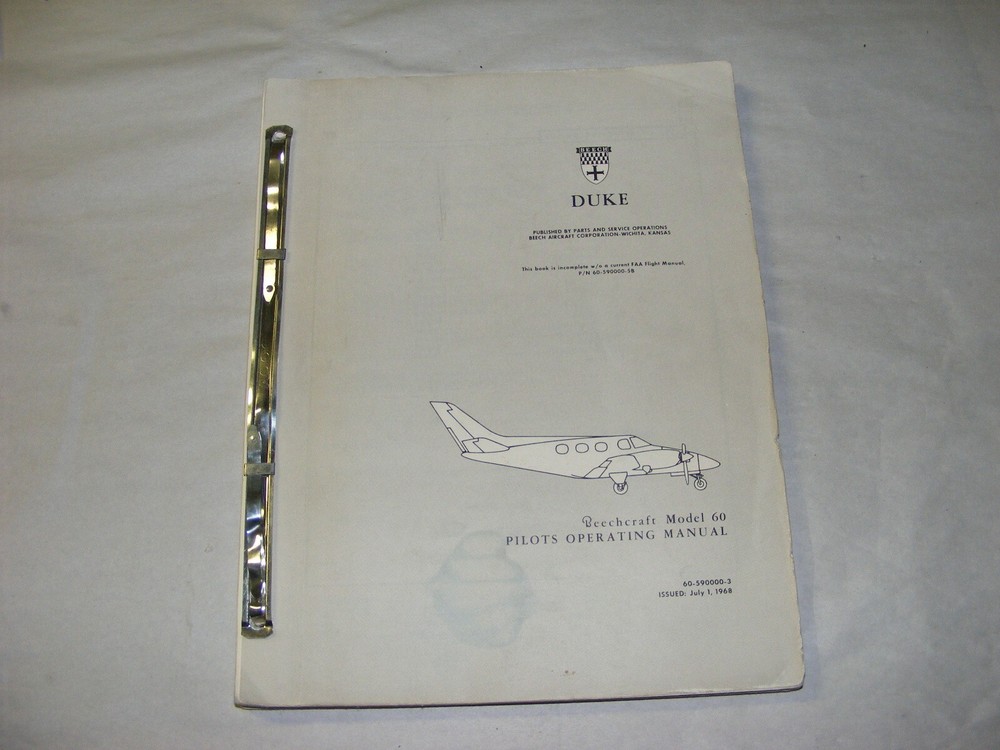 BEECH
DUKE
PUBLISHED BY PARTS AND SERVICE OPERATIONS
BEECH AIRCRAFT CORPORATION-WICHITA, KANSAS
This book is incomplete w/o a current FAA Flight Manual,
P/N 60-590000-5B
Beechcraft Model 60
PILOTS OPERATING MANUAL
60-590000-3
ISSUED: July 1, 1968